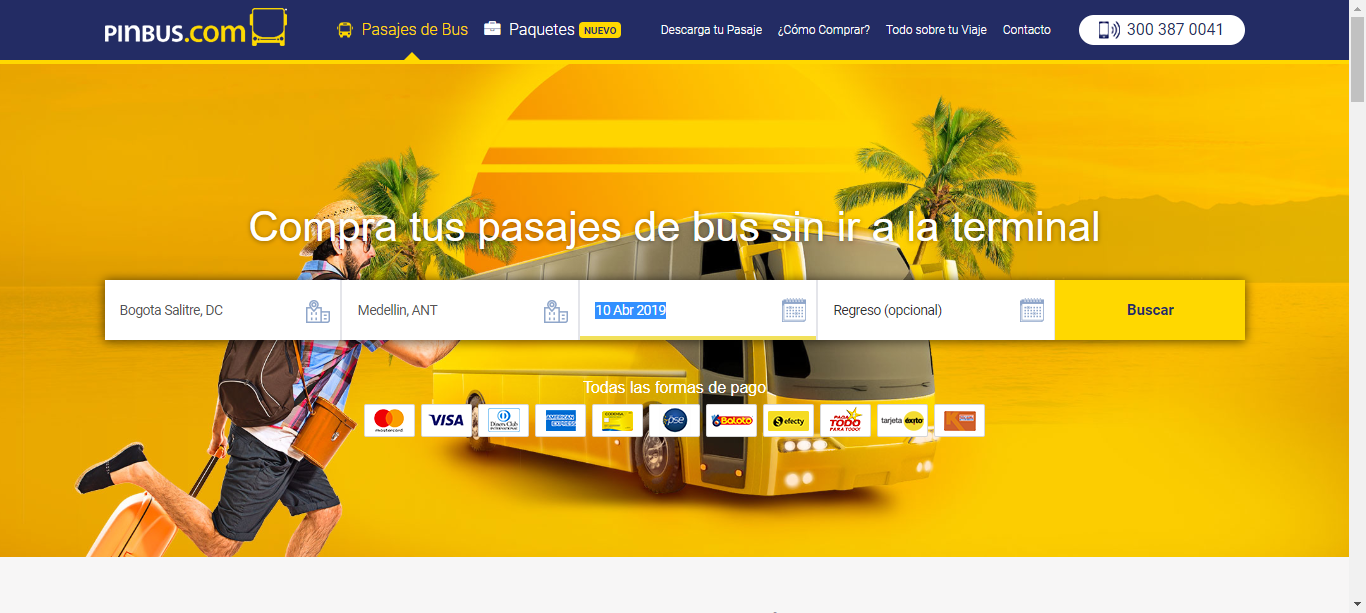 PINBUS.com
Pasajes de Bus
Paquetes NUEVO
Descarga tu Pasaje
¿Cómo Comprar?
Todo sobre tu Viaje
Contacto
300 387 0041
Compra tus pasajes de bus sin ir a la terminal
Bogota Salitre, DC
Medellin, ANT
10 Abr 2019
Regreso (opcional)
Buscar
Todas las formas de pago
mastercard
VISA
Diners Club
INTERNATIONAL
AMERICAN
EXPRESS
CODENSA
pse
Baloto
efecty
PAGA
TODO
PARA TODO!
tarjeta éxito